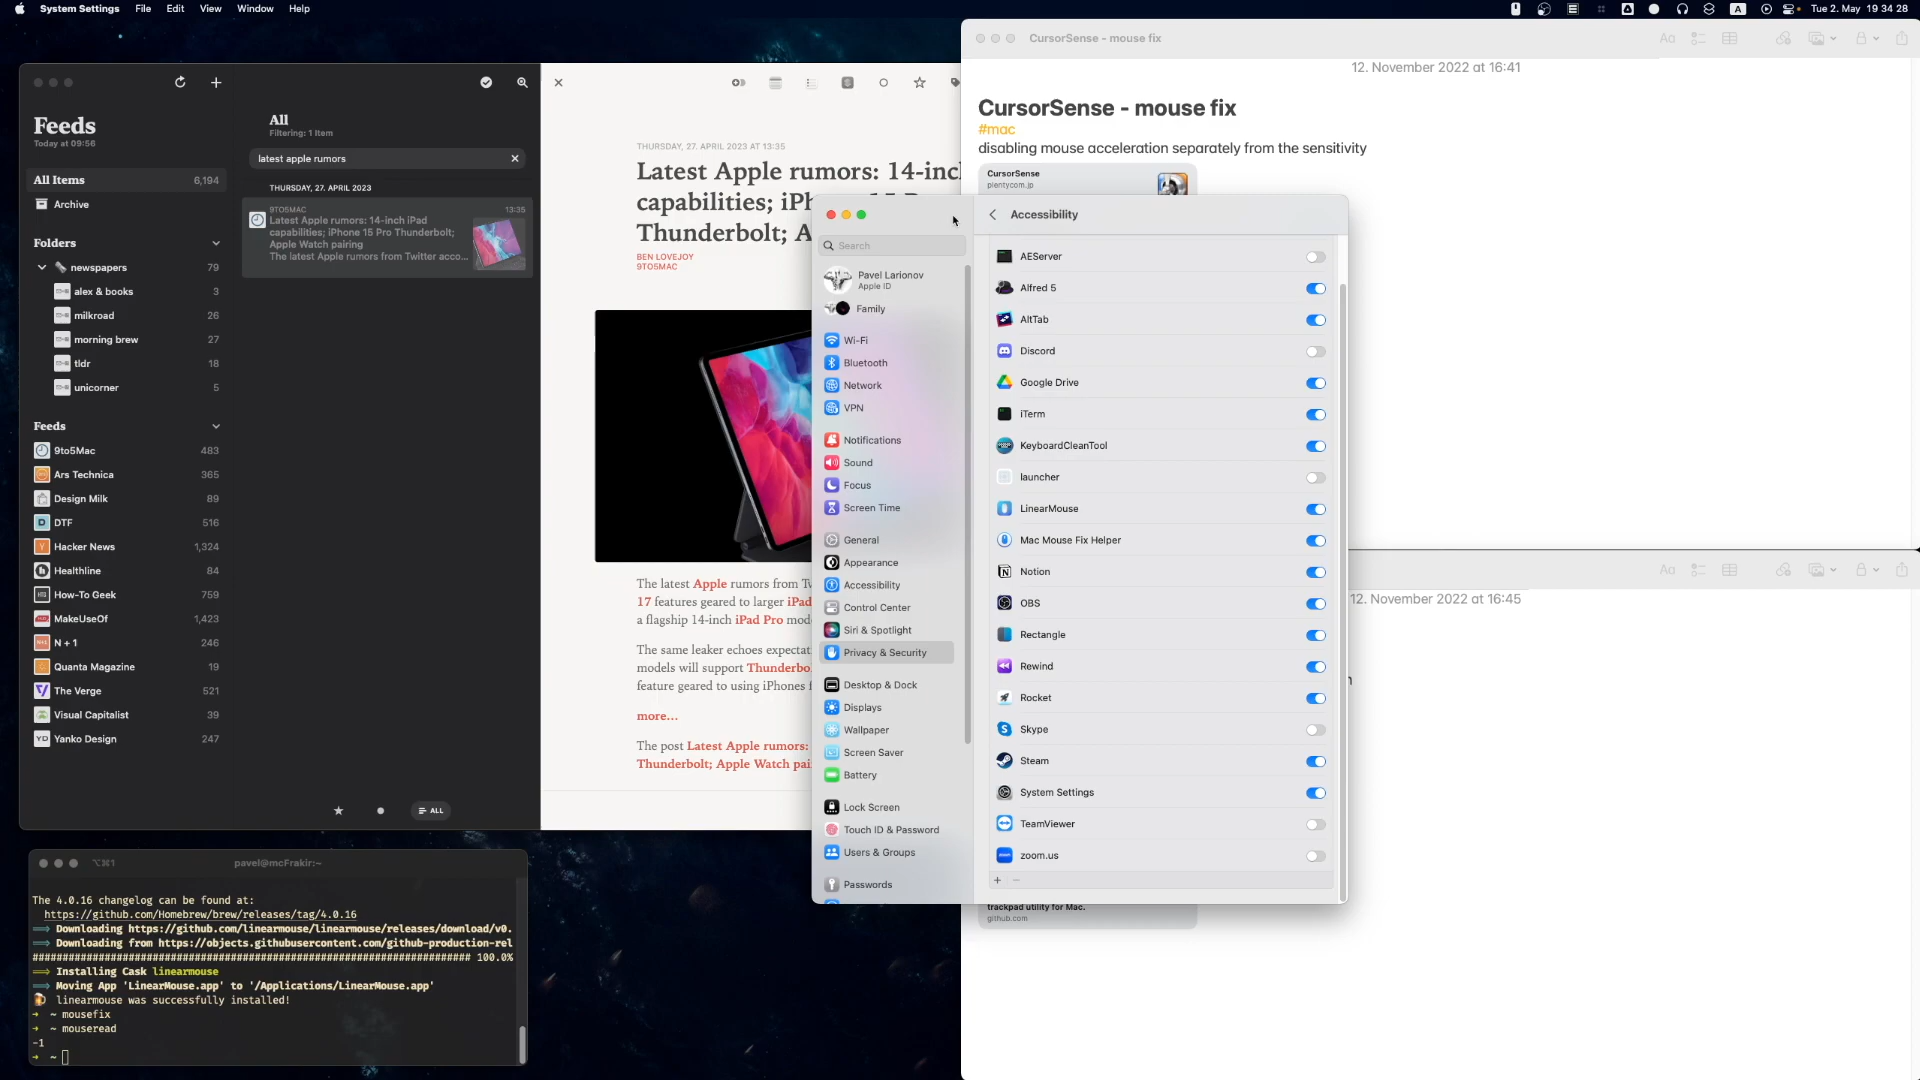 System Settings File Edit View Window Help
A
Tue 2. May 19 34 28
Feeds
Today at 09:56
All Items 6,194
Archive
Folders
newspapers 79
alex & books 3
milkroad 26
morning brew 27
tldr 18
unicorner 5
Feeds
9to5Mac 483
Ars Technica 365
Design Milk 89
DTF 516
Hacker News 1,324
Healthline 84
How-To Geek 759
MakeUseOf 1,423
N + 1 246
Quanta Magazine 19
The Verge 521
Visual Capitalist 39
Yanko Design 247
All
Filtering: 1 Item
latest apple rumors
THURSDAY, 27. APRIL 2023
9TO5MAC 13:35
Latest Apple rumors: 14-inch iPad
capabilities; iPhone 15 Pro Thunderbolt;
Apple Watch pairing
The latest Apple rumors from Twitter acco...
ALL
THURSDAY, 27. APRIL 2023 AT 13:35
Latest Apple rumors: 14-incl
capabilities; iPh
Thunderbolt; A
BEN LOVEJOY
9TO5MAC
The latest Apple rumors from Tw
17 features geared to larger iPad
a flagship 14-inch iPad Pro mod
The same leaker echoes expectat
models will support Thunderbo
feature geared to using iPhones f
more...
The post Latest Apple rumors:
Thunderbolt; Apple Watch pai
CursorSense - mouse fix
Aa
12. November 2022 at 16:41
CursorSense - mouse fix
#mac
disabling mouse acceleration separately from the sensitivity
CursorSense
plentycom.jp
Search
Pavel Larionov
Apple ID
Family
Wi-Fi
Bluetooth
Network
VPN
Notifications
Sound
Focus
Screen Time
General
Appearance
Accessibility
Control Center
Siri & Spotlight
Privacy & Security
Desktop & Dock
Displays
Wallpaper
Screen Saver
Battery
Lock Screen
Touch ID & Password
Users & Groups
Passwords
Accessibility
AEServer
Alfred 5
AltTab
Discord
Google Drive
iTerm
KeyboardCleanTool
launcher
LinearMouse
Mac Mouse Fix Helper
Notion
OBS
Rectangle
Rewind
Rocket
Skype
Steam
System Settings
TeamViewer
zoom.us
+ −
Aa
12. November 2022 at 16:45
trackpad utility for Mac.
github.com
⌥⌘1 pavel@mcFrakir:~
The 4.0.16 changelog can be found at:
https://github.com/Homebrew/brew/releases/tag/4.0.16
==> Downloading https://github.com/linearmouse/linearmouse/releases/download/v0.
==> Downloading from https://objects.githubusercontent.com/github-production-rel
######################################################################## 100.0%
==> Installing Cask linearmouse
==> Moving App 'LinearMouse.app' to '/Applications/LinearMouse.app'
🍺 linearmouse was successfully installed!
→ ~ mousefix
→ ~ mouseread
-1
→ ~